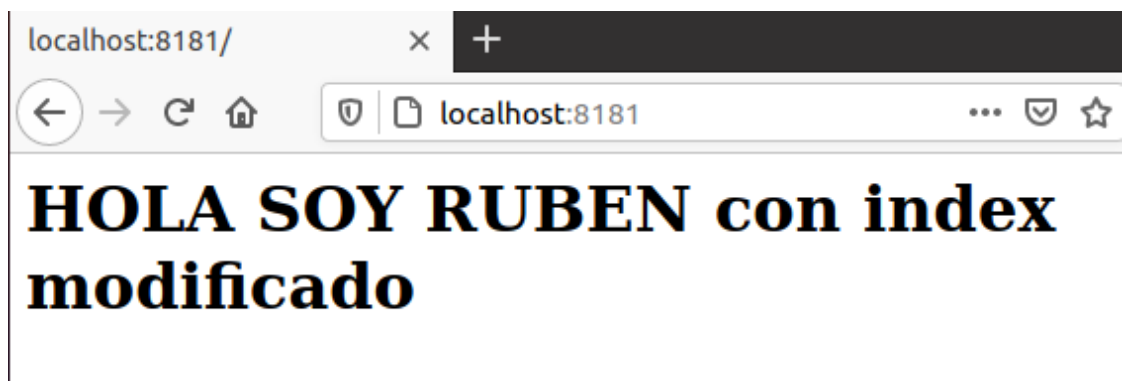 localhost:8181/
localhost:8181
HOLA SOY RUBEN con index
modificado